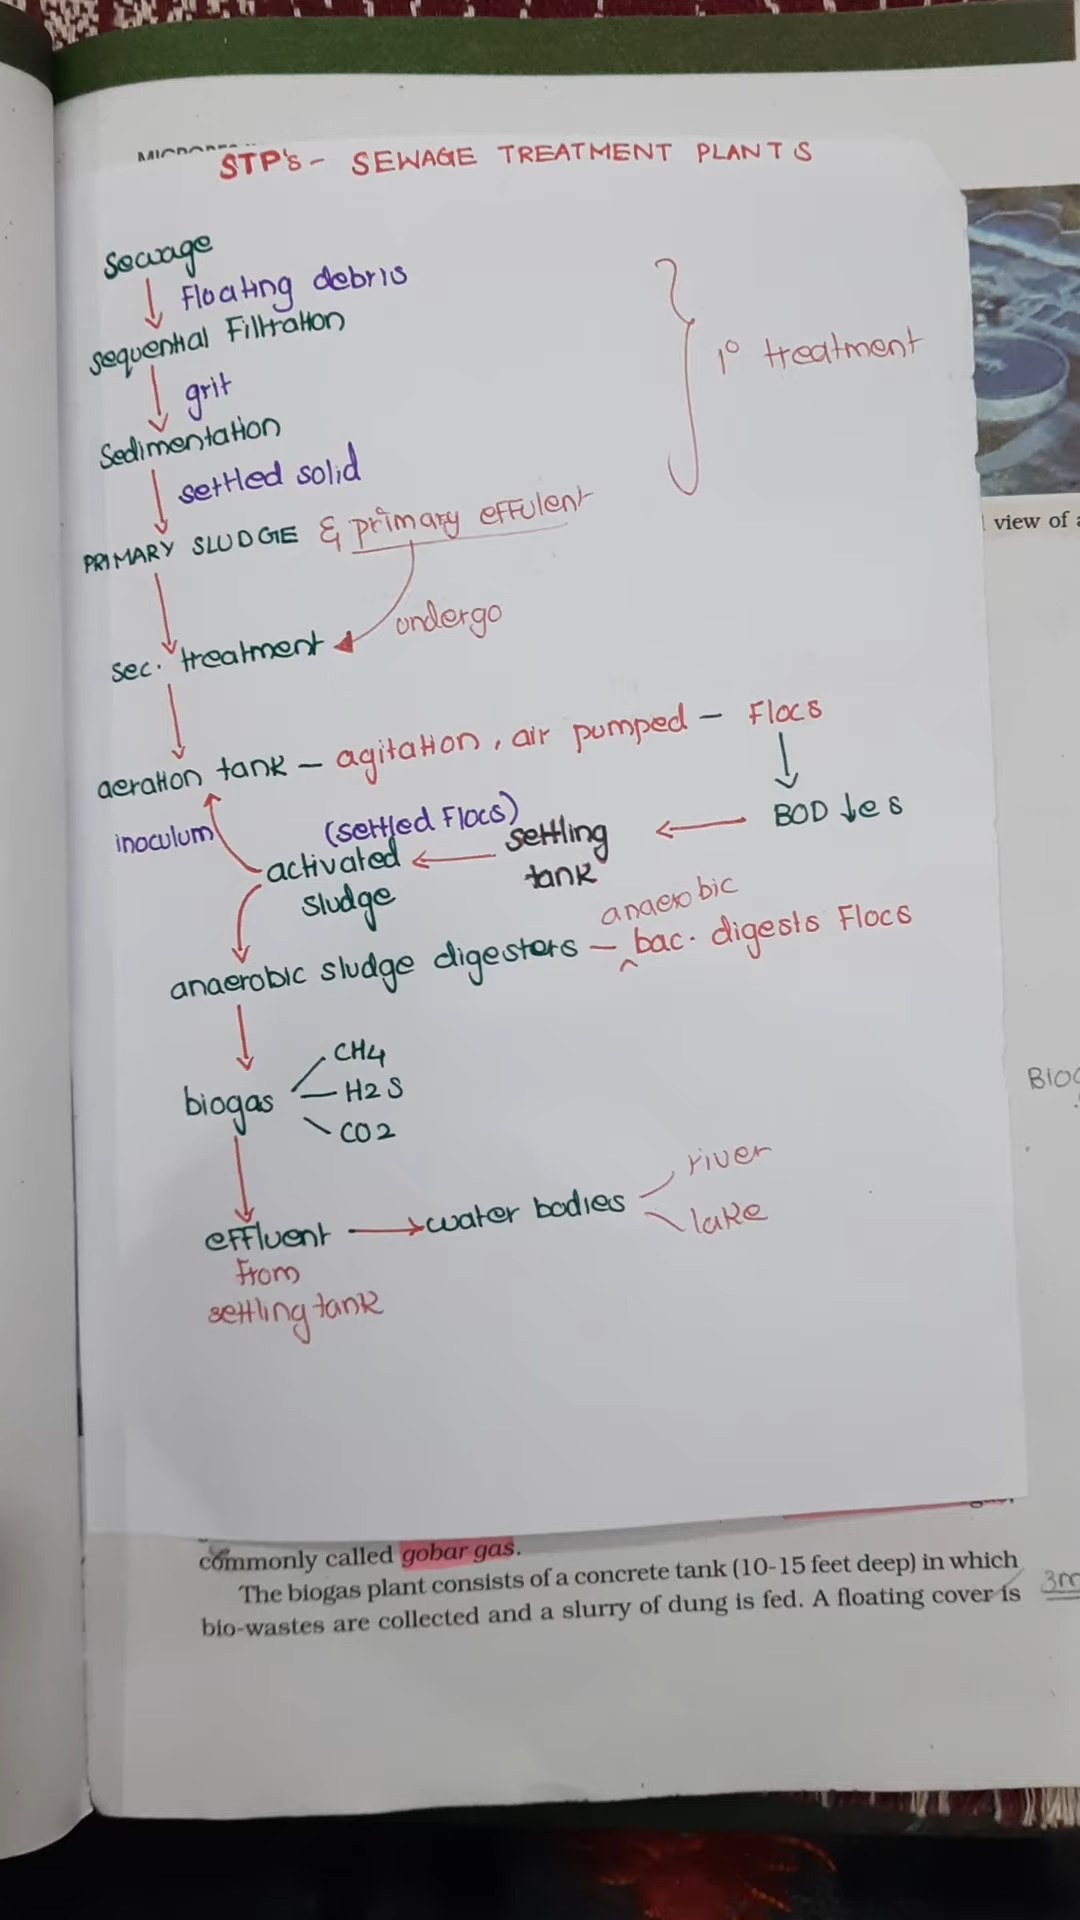 STP's - SEWAGE TREATMENT PLANTS
Sewage
Floating debris
sequential Filtration
grit
Sedimentation
settled solid
1° treatment
PRIMARY SLUDGE & primary effulent
undergo
sec. treatment
aeration tank - agitation, air pumped - Flocs
BOD ↓es
inoculum
(settled Flocs)
settling tank
activated sludge
anaerobic
anaerobic sludge digesters - bac. digests Flocs
biogas
CH4
H2S
CO2
effluent → water bodies
river
lake
From
settling tank
view of a
BIOG
commonly called gobar gas.
The biogas plant consists of a concrete tank (10-15 feet deep) in which
bio-wastes are collected and a slurry of dung is fed. A floating cover is
3m